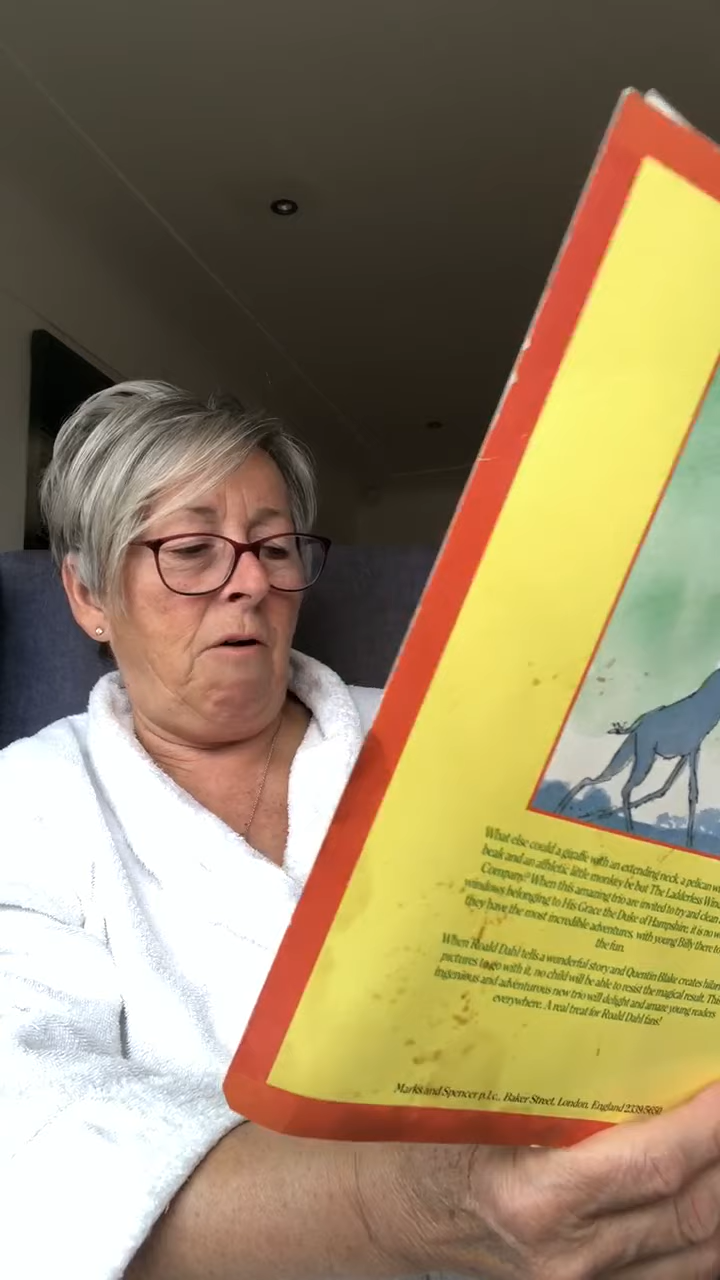 What else could a giraffe with an extending neck, a pelican
beak and an athletic little monkey be but The Ladderless
Company? When this amazing trio are invited to try and clean
windows belonging to His Grace the Duke of Hampshire, it is no
they have the most incredible adventures, with young Billy there to
the fun.
When Roald Dahl tells a wonderful story and Quentin Blake creates
pictures to go with it, no child will be able to resist the magical result. This
ingenious and adventurous new trio will delight and amaze young readers
everywhere. A real treat for Roald Dahl fans!
Marks and Spencer p.l.c., Baker Street, London, England